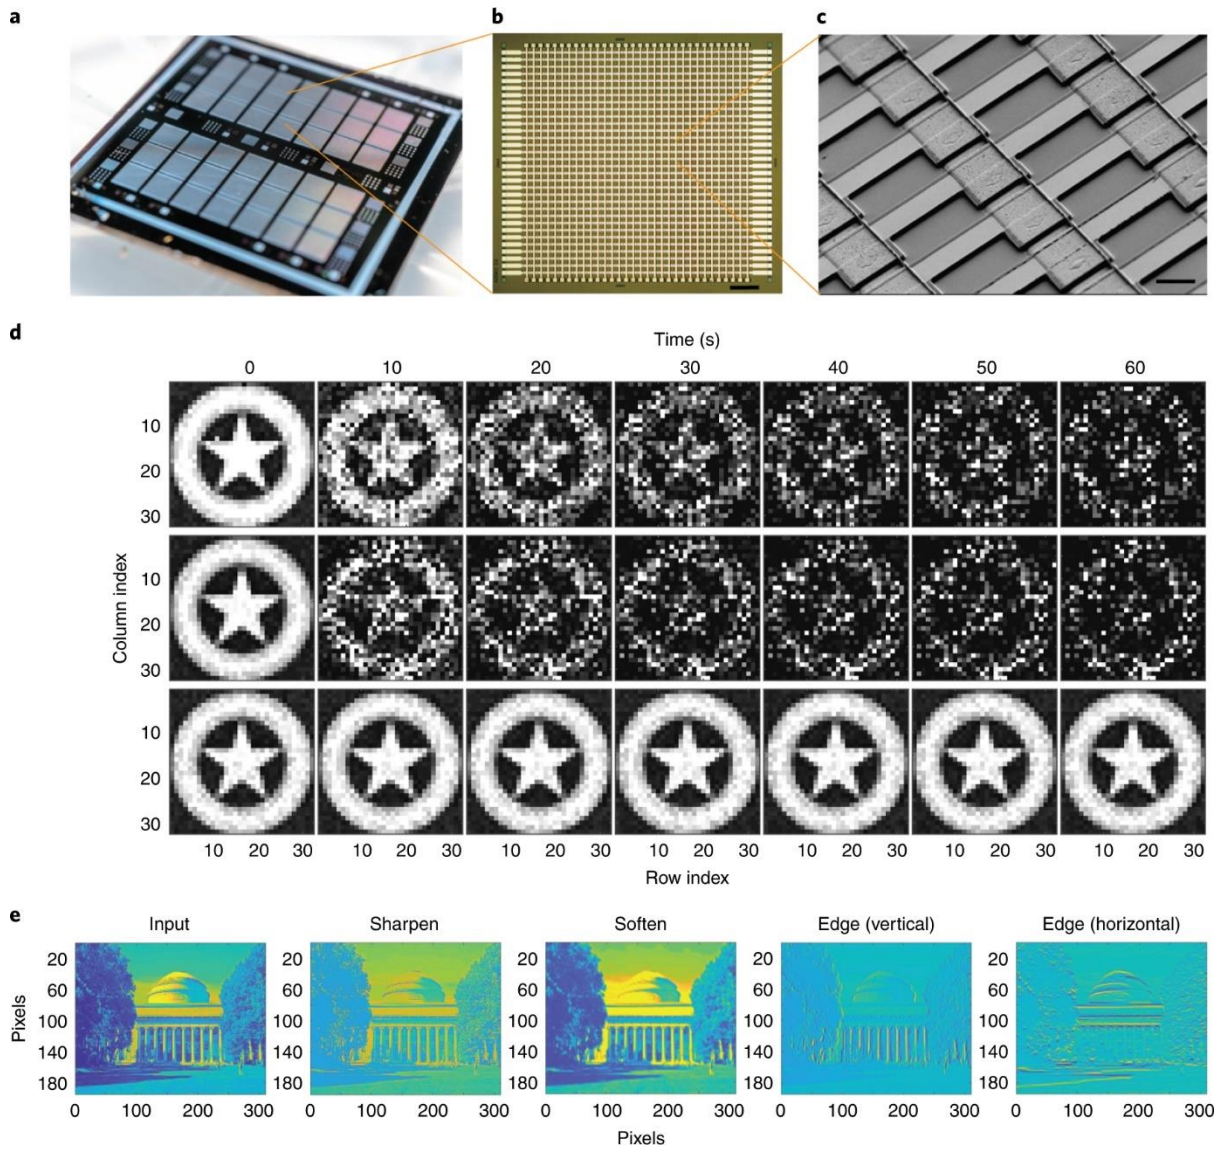 a
b
c
d
Time (s)
0 10 20 30 40 50 60
10
20
30
10
20
30
10
20
30
Column index
10 20 30 10 20 30 10 20 30 10 20 30 10 20 30 10 20 30 10 20 30
Row index
e
Input Sharpen Soften Edge (vertical) Edge (horizontal)
20 20 20 20 20
60 60 60 60 60
100 100 100 100 100
140 140 140 140 140
180 180 180 180 180
Pixels
0 100 200 300 0 100 200 300 0 100 200 300 0 100 200 300 0 100 200 300
Pixels